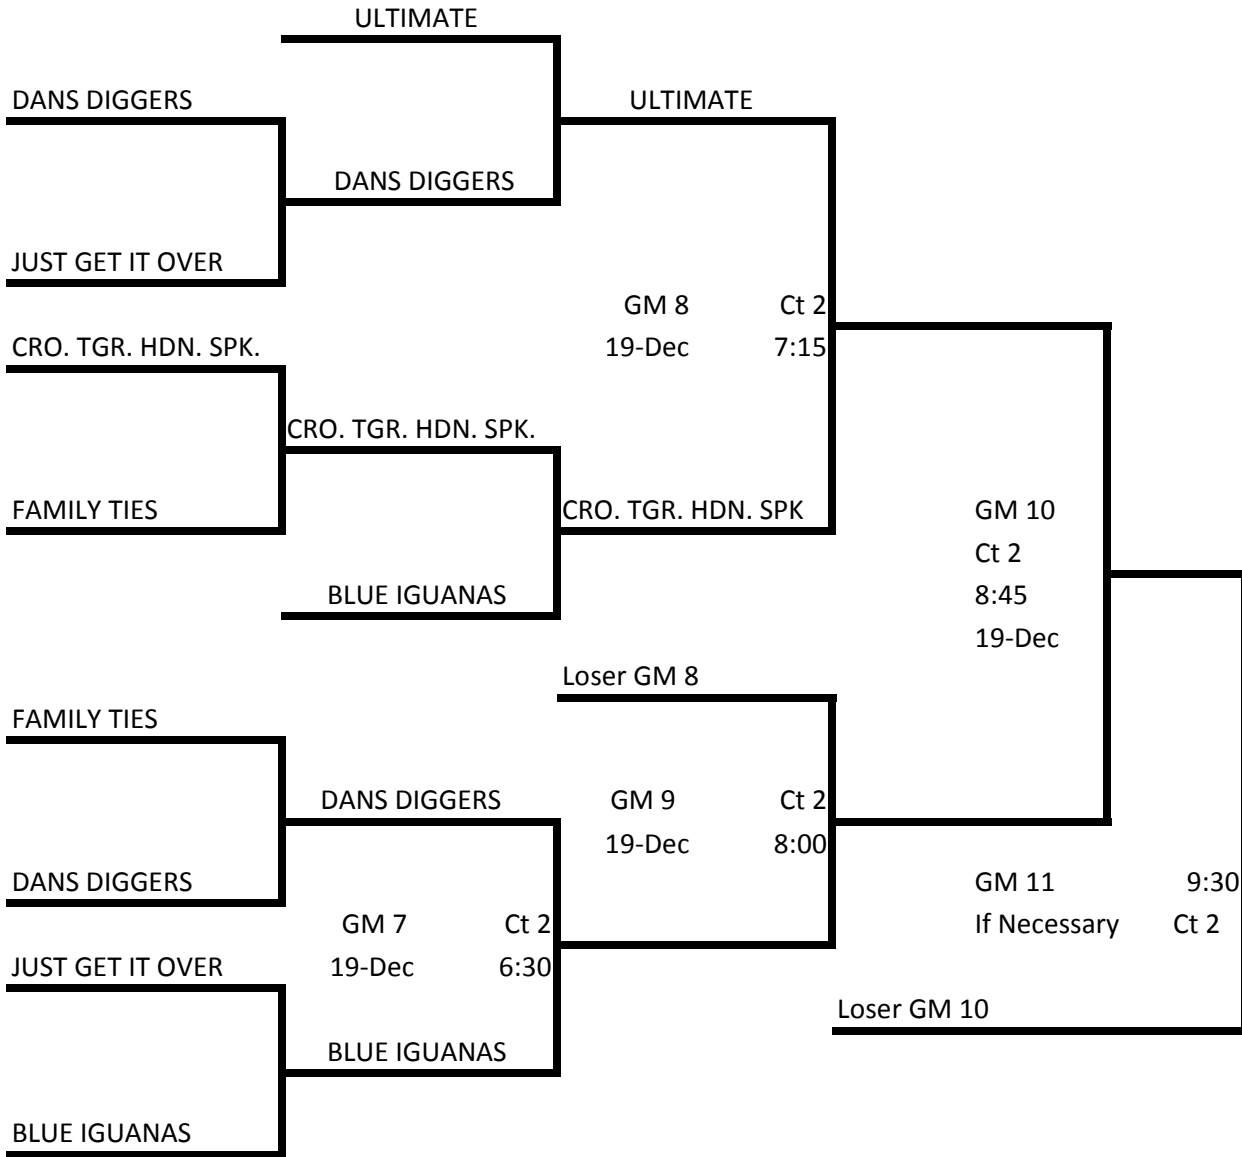 ULTIMATE
DANS DIGGERS
ULTIMATE
DANS DIGGERS
JUST GET IT OVER
GM 8 Ct 2
19-Dec 7:15
CRO. TGR. HDN. SPK.
CRO. TGR. HDN. SPK.
FAMILY TIES
CRO. TGR. HDN. SPK
GM 10
Ct 2
8:45
19-Dec
BLUE IGUANAS
Loser GM 8
FAMILY TIES
DANS DIGGERS
GM 9 Ct 2
19-Dec 8:00
DANS DIGGERS
GM 11 9:30
If Necessary Ct 2
GM 7 Ct 2
19-Dec 6:30
JUST GET IT OVER
Loser GM 10
BLUE IGUANAS
BLUE IGUANAS